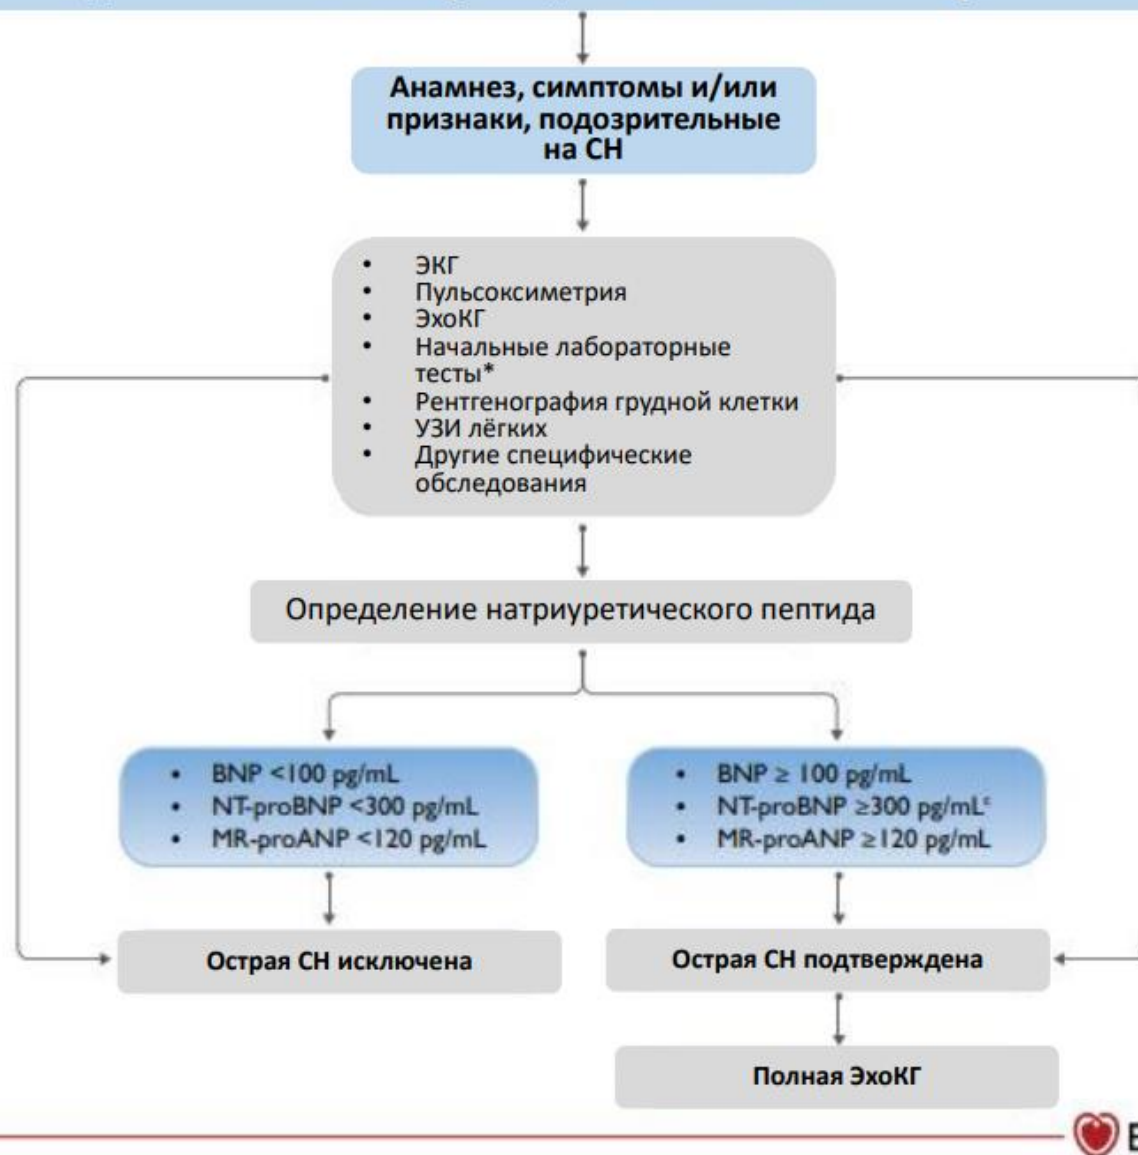 Анамнез, симптомы и/или
признаки, подозрительные
на СН
• ЭКГ
• Пульсоксиметрия
• ЭхоКГ
• Начальные лабораторные
тесты*
• Рентгенография грудной клетки
• УЗИ лёгких
• Другие специфические
обследования
Определение натриуретического пептида
• BNP <100 pg/mL
• NT-proBNP <300 pg/mL
• MR-proANP <120 pg/mL
• BNP ≥ 100 pg/mL
• NT-proBNP ≥300 pg/mLᶜ
• MR-proANP ≥120 pg/mL
Острая СН исключена
Острая СН подтверждена
Полная ЭхоКГ